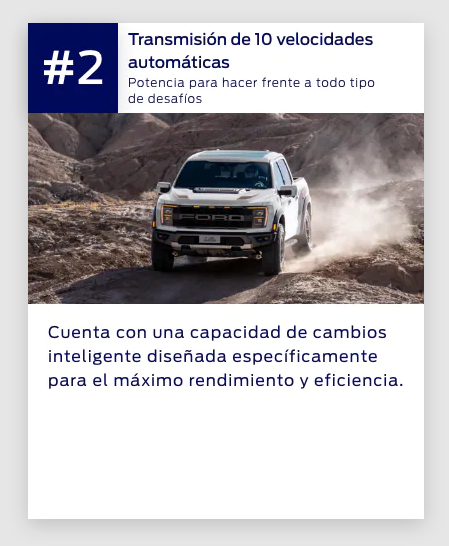 #2
Transmisión de 10 velocidades
automáticas
Potencia para hacer frente a todo tipo
de desafíos
FORD
Cuenta con una capacidad de cambios
inteligente diseñada específicamente
para el máximo rendimiento y eficiencia.